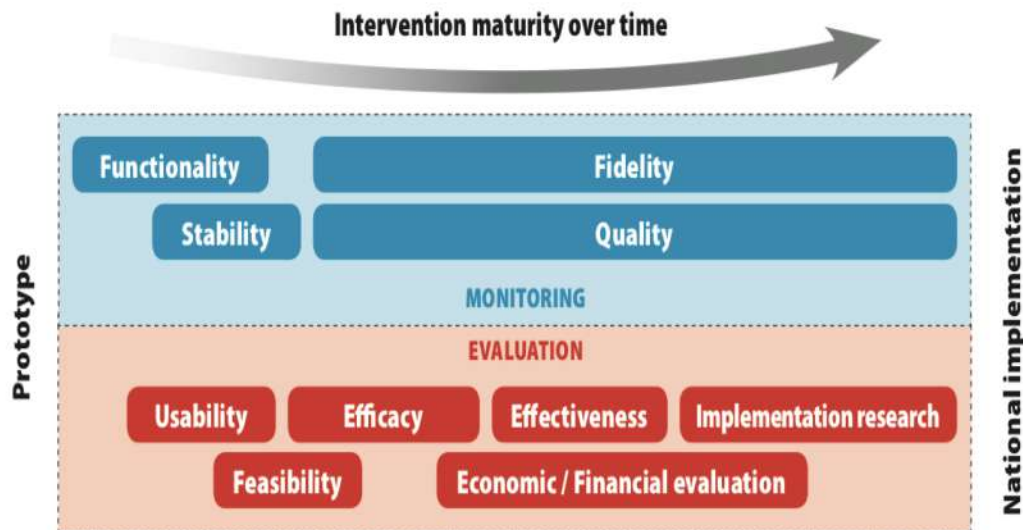 Intervention maturity over time
Prototype
Functionality
Fidelity
Stability
Quality
MONITORING
EVALUATION
Usability
Efficacy
Effectiveness
Implementation research
Feasibility
Economic / Financial evaluation
National implementation